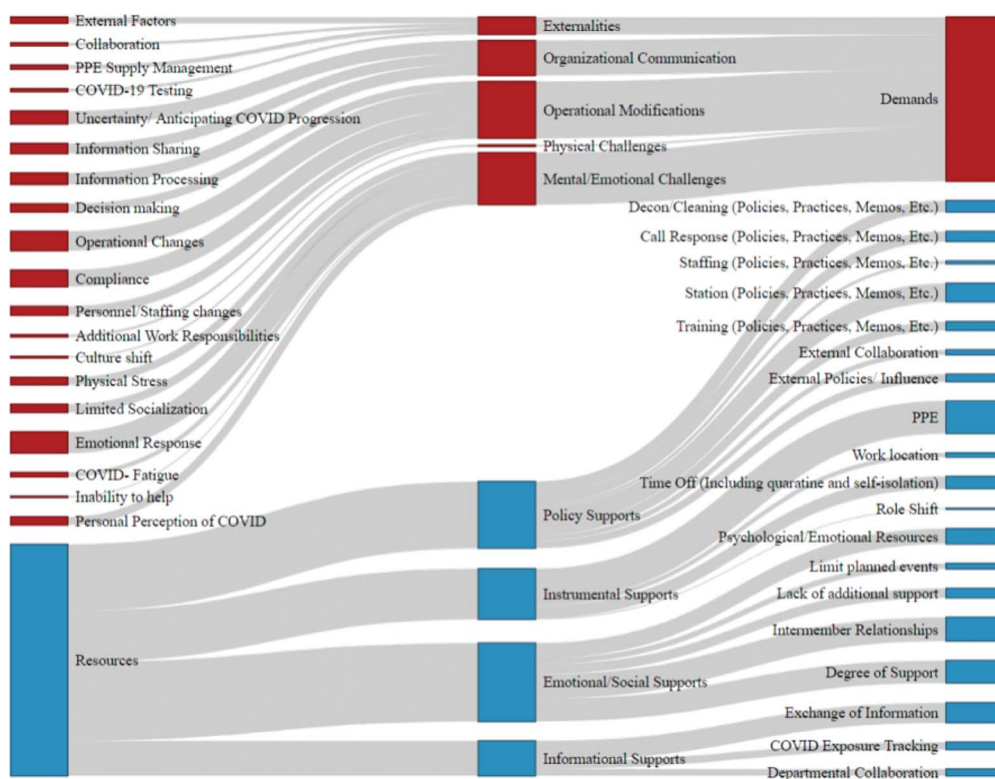 External Factors
Collaboration
PPE Supply Management
COVID-19 Testing
Uncertainty/ Anticipating COVID Progression
Information Sharing
Information Processing
Decision making
Operational Changes
Compliance
Personnel/Staffing changes
Additional Work Responsibilities
Culture shift
Physical Stress
Limited Socialization
Emotional Response
COVID- Fatigue
Inability to help
Personal Perception of COVID
Resources
Externalities
Organizational Communication
Operational Modifications
Physical Challenges
Mental/Emotional Challenges
Policy Supports
Instrumental Supports
Emotional/Social Supports
Informational Supports
Demands
Decon/Cleaning (Policies, Practices, Memos, Etc.)
Call Response (Policies, Practices, Memos, Etc.)
Staffing (Policies, Practices, Memos, Etc.)
Station (Policies, Practices, Memos, Etc.)
Training (Policies, Practices, Memos, Etc.)
External Collaboration
External Policies/ Influence
PPE
Work location
Time Off (Including quaratine and self-isolation)
Role Shift
Psychological/Emotional Resources
Limit planned events
Lack of additional support
Intermember Relationships
Degree of Support
Exchange of Information
COVID Exposure Tracking
Departmental Collaboration